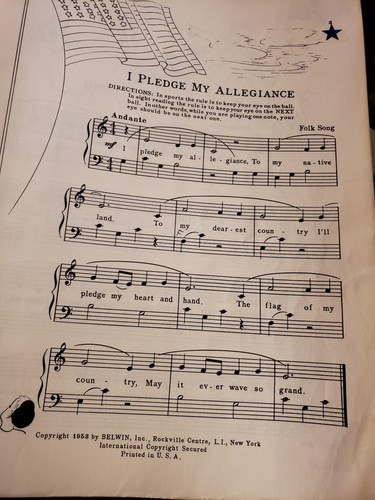 I PLEDGE MY ALLEGIANCE
DIRECTIONS: In sports the rule is to keep your eye on the ball.
In sight reading the rule is to keep your eye on the NEXT
ball. In other words, while you are playing one note, your
eye should be on the next one.
Andante
Folk Song
mf I pledge my al - le - giance, To my na - tive
land. To my dear - est coun - try I'll
pledge my heart and hand. The flag of my
coun - try, May it ev - er wave so grand.
Copyright 1953 by BELWIN, Inc., Rockville Centre, L.I., New York
International Copyright Secured
Printed in U. S. A.